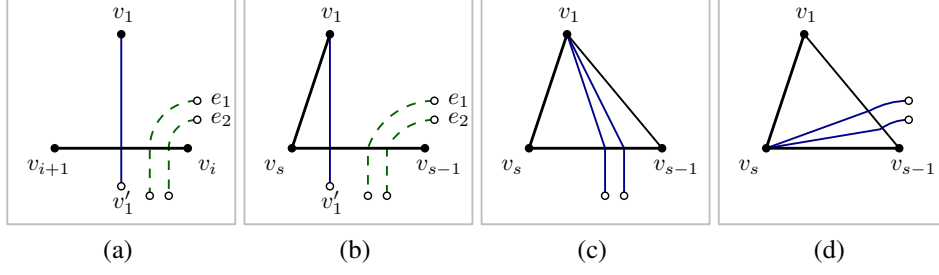 v₁ v₁ v₁ v₁
e₁ e₁
e₂ e₂
vᵢ₊₁ vᵢ vₛ vₛ₋₁ vₛ vₛ₋₁ vₛ vₛ₋₁
v′₁ v′₁
(a) (b) (c) (d)